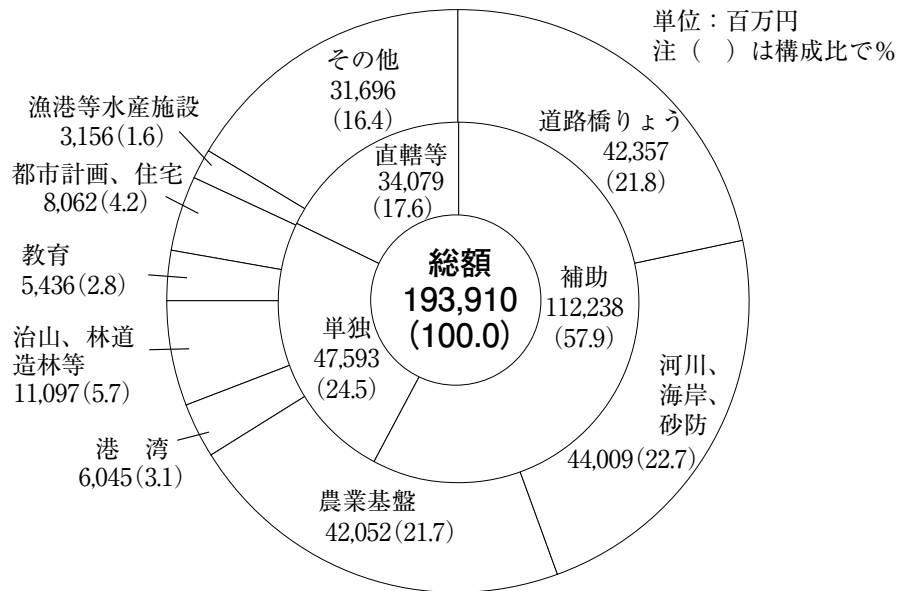 単位：百万円
注（　）は構成比で%
その他
31,696
(16.4)
漁港等水産施設
3,156(1.6)
都市計画、住宅
8,062(4.2)
教育
5,436(2.8)
治山、林道
造林等
11,097(5.7)
港　湾
6,045(3.1)
農業基盤
42,052(21.7)
河川、
海岸、
砂防
44,009(22.7)
道路橋りょう
42,357
(21.8)
直轄等
34,079
(17.6)
補助
112,238
(57.9)
単独
47,593
(24.5)
総額
193,910
(100.0)